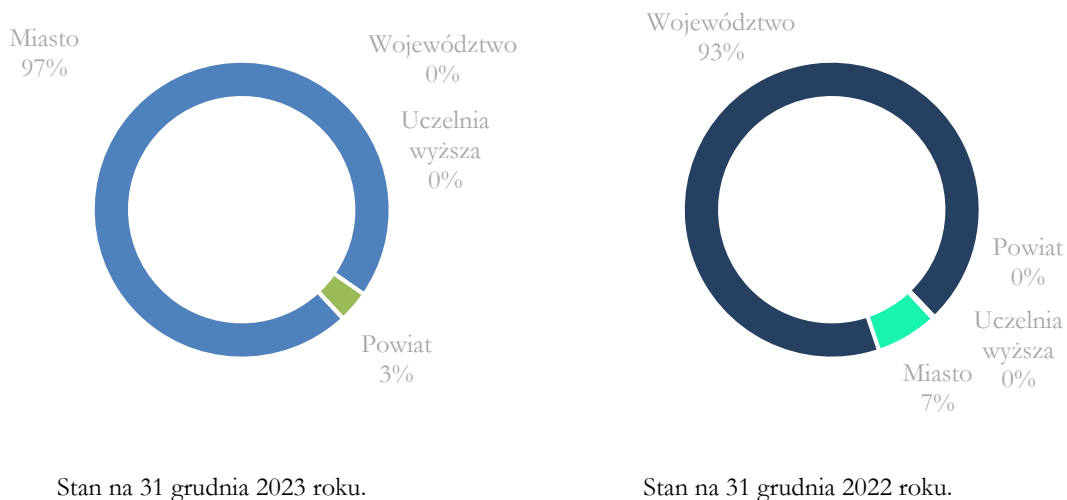 Miasto
97%
Województwo
0%
Uczelnia
wyższa
0%
Powiat
3%
Stan na 31 grudnia 2023 roku.
Województwo
93%
Powiat
0%
Uczelnia
wyższa
0%
Miasto
7%
Stan na 31 grudnia 2022 roku.